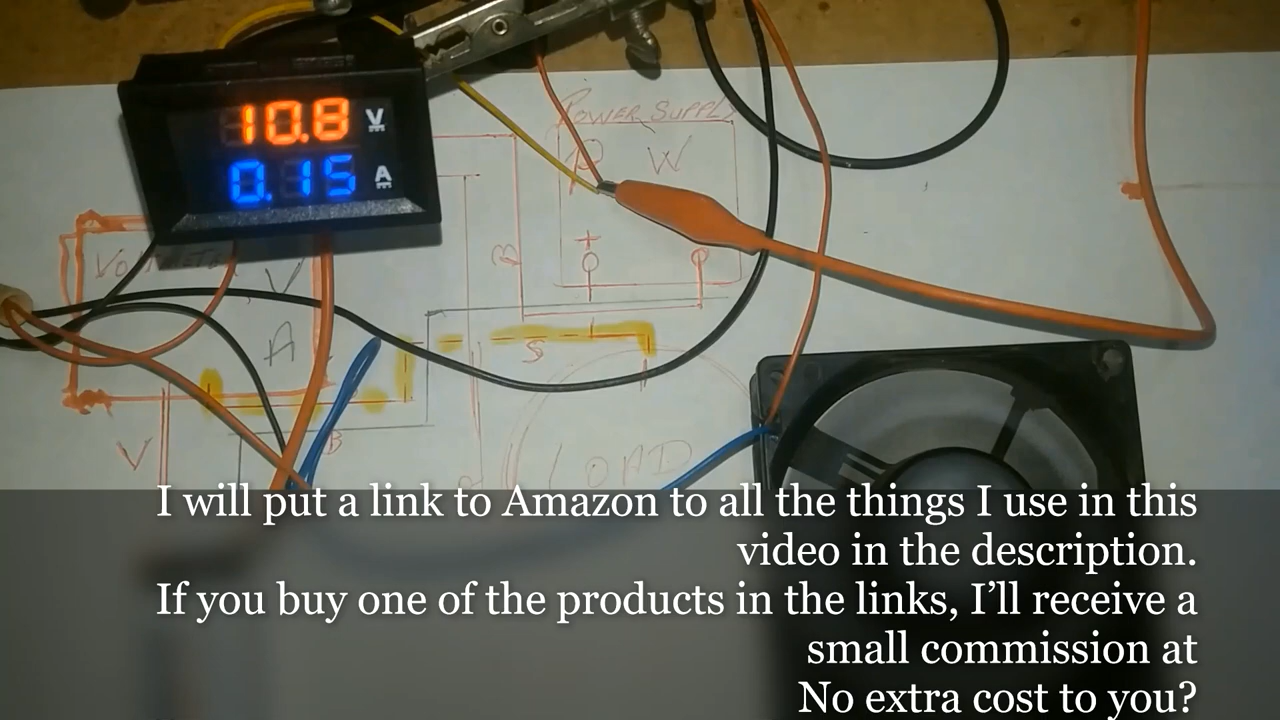 10.8 V
0.15 A
POWER SUPPLY
R W
B
V
A
S
V
B
LOAD
I will put a link to Amazon to all the things I use in this
video in the description.
If you buy one of the products in the links, I’ll receive a
small commission at
No extra cost to you?